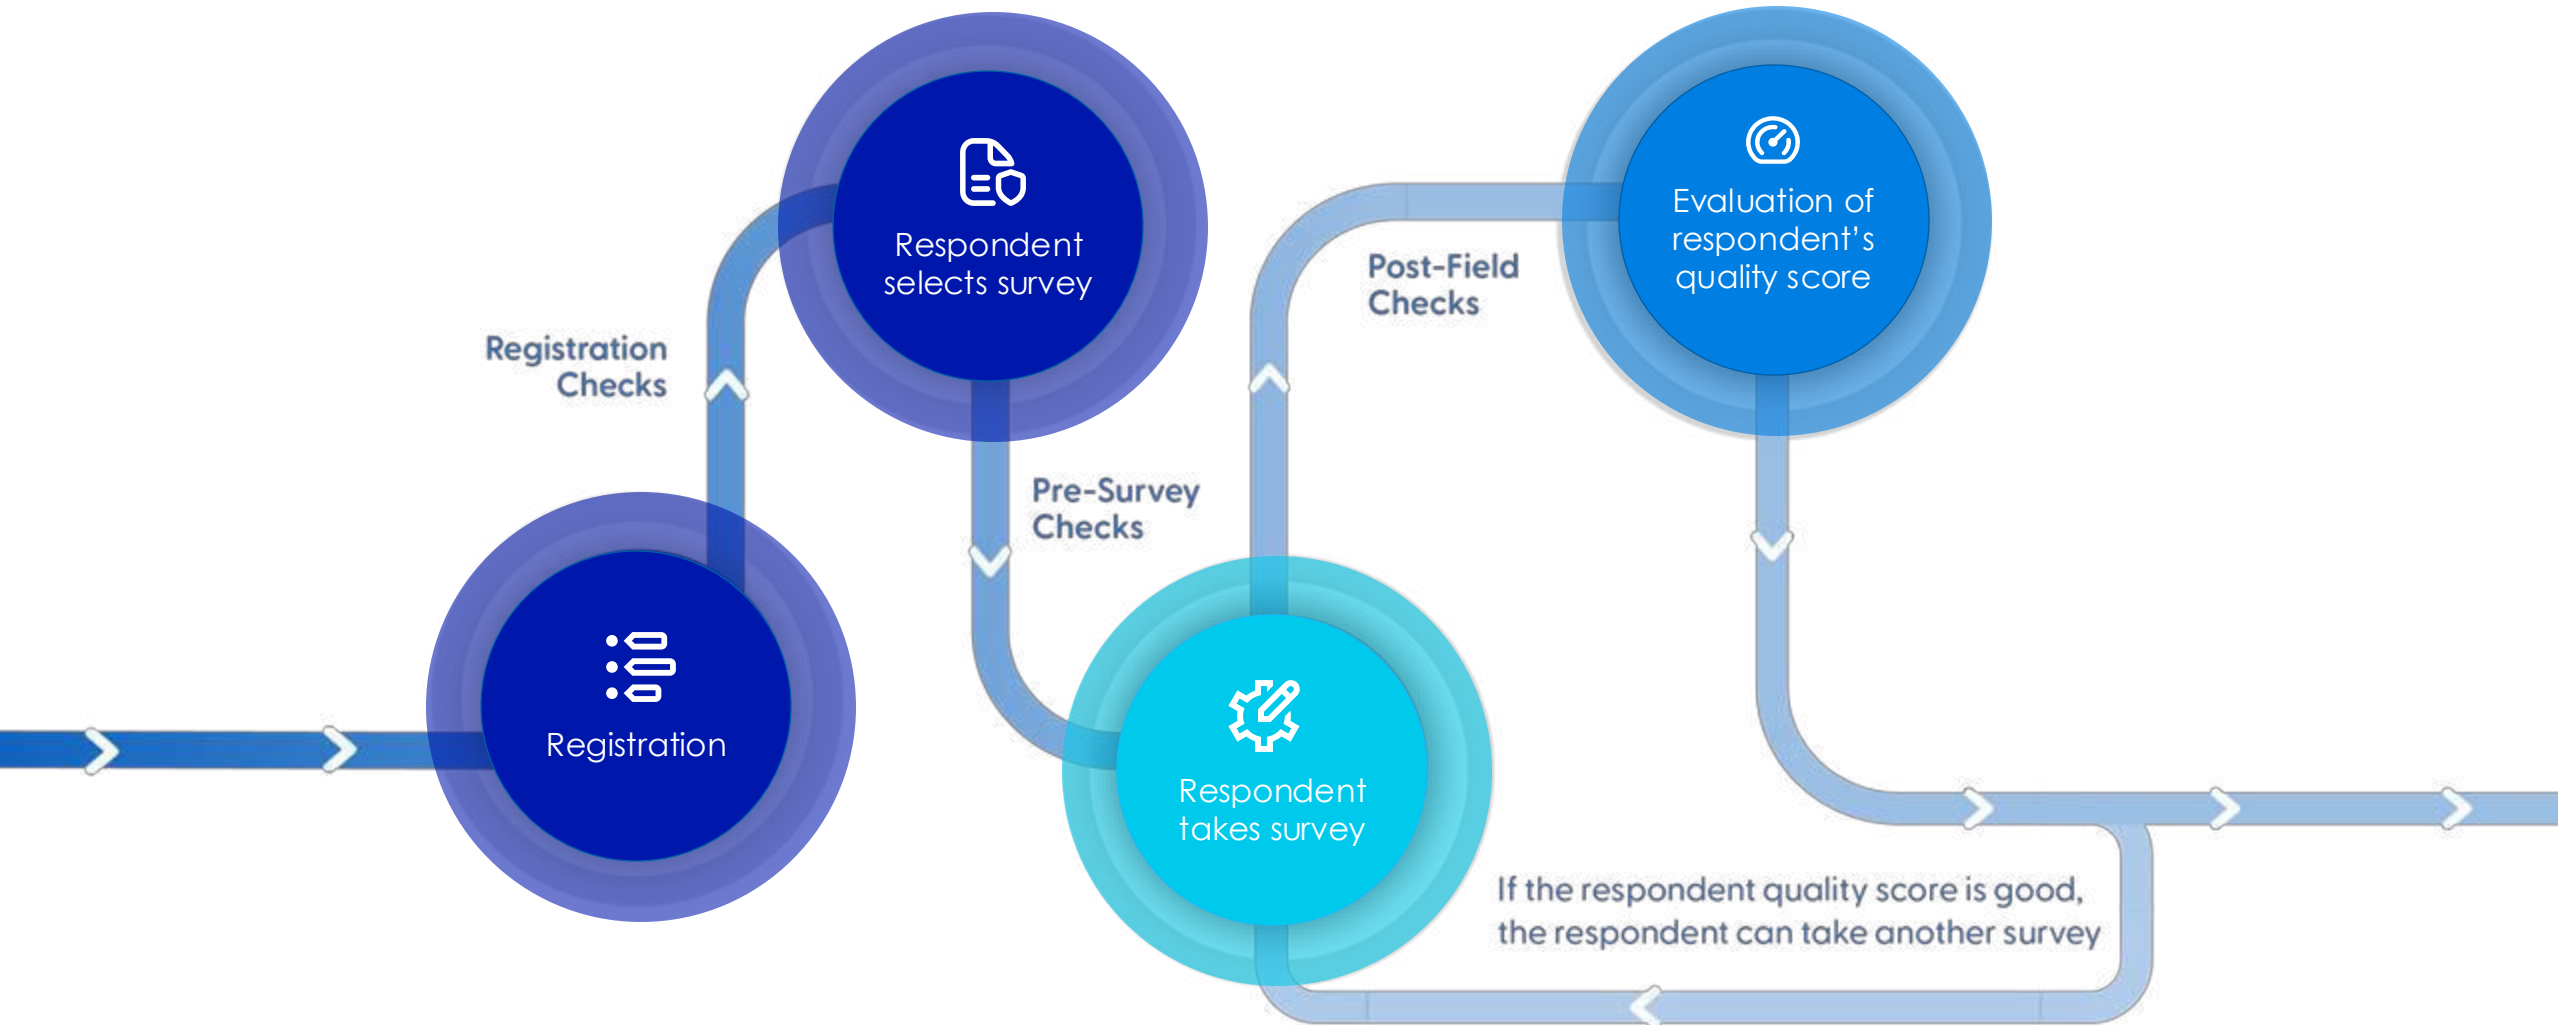 Registration
Registration
Checks
Respondent
selects survey
Pre-Survey
Checks
Respondent
takes survey
Post-Field
Checks
Evaluation of
respondent’s
quality score
If the respondent quality score is good,
the respondent can take another survey